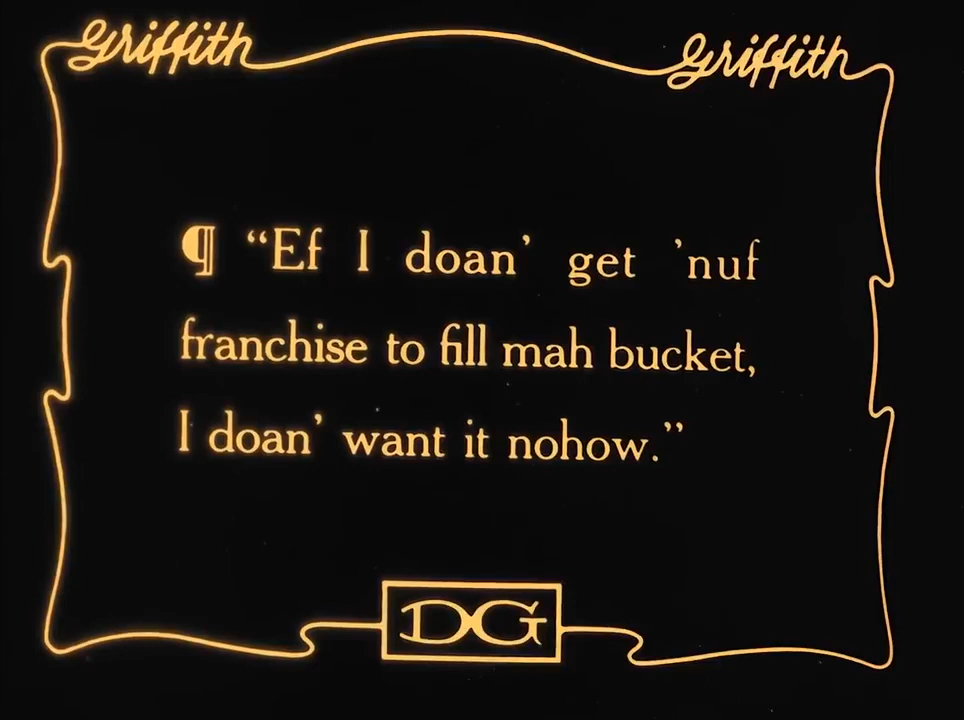 Griffith Griffith
¶ “Ef I doan’ get ’nuf
franchise to fill mah bucket,
I doan’ want it nohow.”
DG